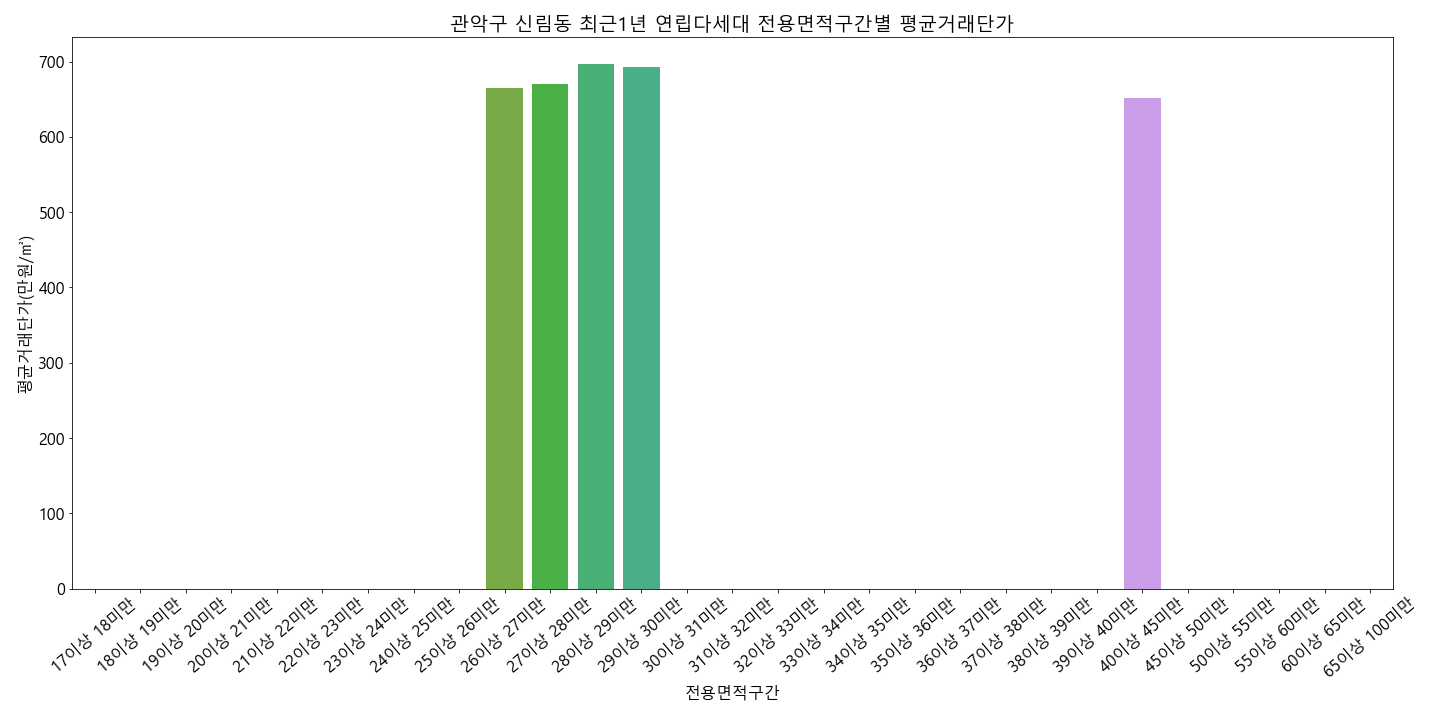 관악구 신림동 최근1년 연립다세대 전용면적구간별 평균거래단가
평균거래단가(만원/㎡)
700
600
500
400
300
200
100
0
17이상 18미만
18이상 19미만
19이상 20미만
20이상 21미만
21이상 22미만
22이상 23미만
23이상 24미만
24이상 25미만
25이상 26미만
26이상 27미만
27이상 28미만
28이상 29미만
29이상 30미만
30이상 31미만
31이상 32미만
32이상 33미만
33이상 34미만
34이상 35미만
35이상 36미만
36이상 37미만
37이상 38미만
38이상 39미만
39이상 40미만
40이상 45미만
45이상 50미만
50이상 55미만
55이상 60미만
60이상 65미만
65이상 100미만
전용면적구간